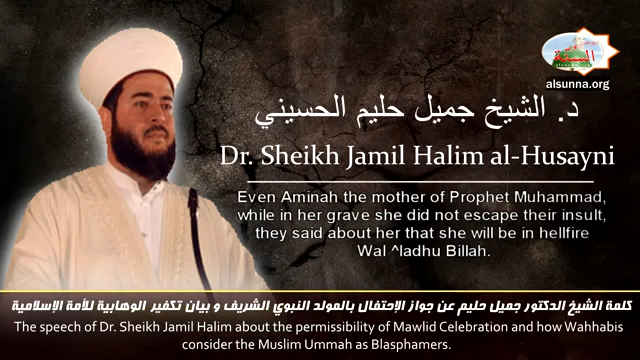 السنة
alsunna.org
د. الشيخ جميل حليم الحسيني
Dr. Sheikh Jamil Halim al-Husayni
Even Aminah the mother of Prophet Muhammad,
while in her grave she did not escape their insult,
they said about her that she will be in hellfire
Wal ^ladhu Billah.
كلمة الشيخ الدكتور جميل حليم عن جواز الإحتفال بالمولد النبوي الشريف و بيان تكفير الوهابية للأمة الإسلامية
The speech of Dr. Sheikh Jamil Halim about the permissibility of Mawlid Celebration and how Wahhabis
consider the Muslim Ummah as Blasphamers.